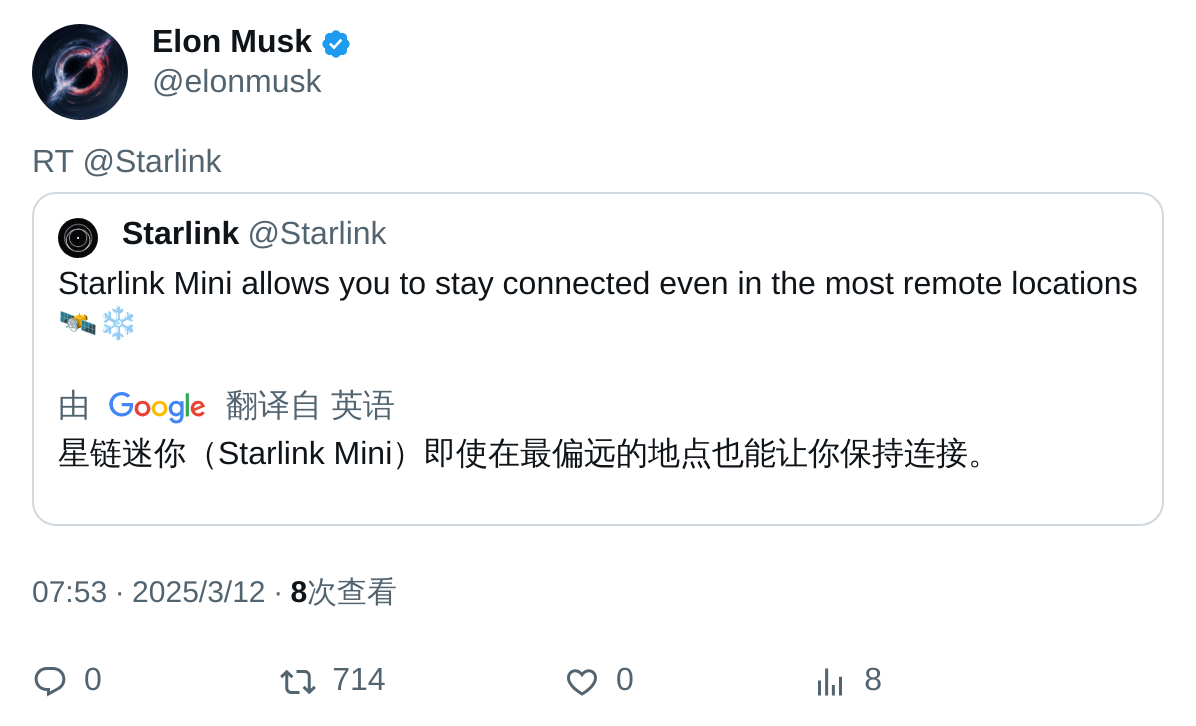 Elon Musk
@elonmusk
RT @Starlink
Starlink @Starlink
Starlink Mini allows you to stay connected even in the most remote locations
🛰️❄️
由 Google 翻译自 英语
星链迷你（Starlink Mini）即使在最偏远的地点也能让你保持连接。
07:53 · 2025/3/12 · 8次查看
0 714 0 8